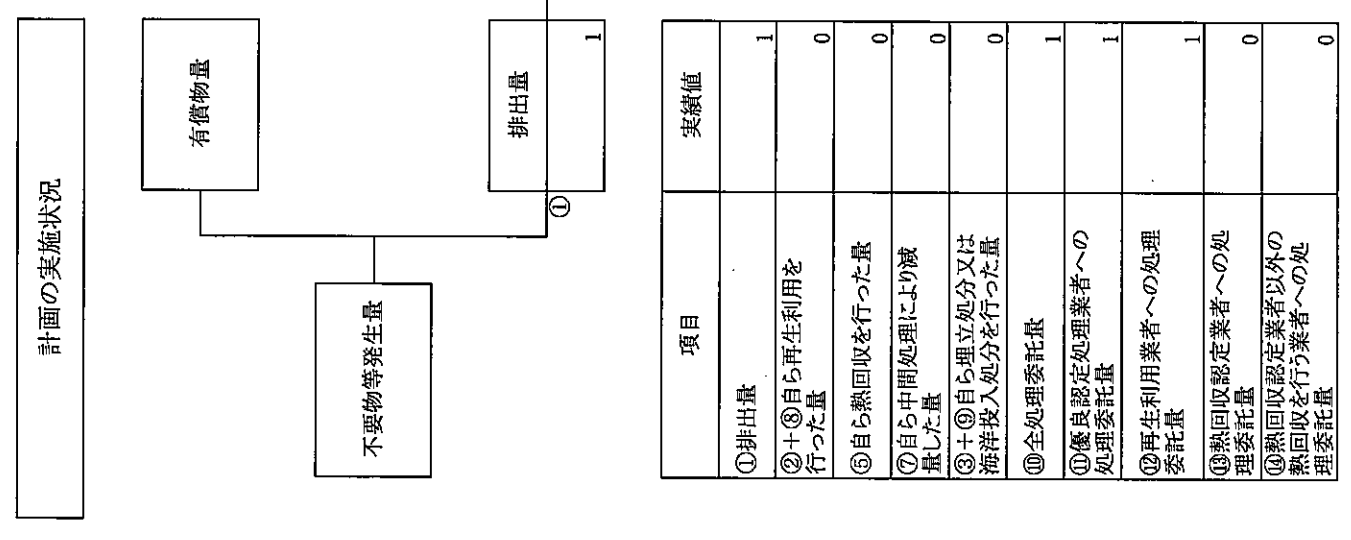 計画の実施状況
有償物量
不要物等発生量
①
排出量
1
項目
実績値
①排出量
1
②+⑧自ら再生利用を
行った量
0
⑤自ら熱回収を行った量
0
⑦自ら中間処理により減
量した量
0
③+⑨自ら埋立処分又は
海洋投入処分を行った量
0
⑩全処理委託量
1
⑪優良認定処理業者への
処理委託量
1
⑫再生利用業者への処理
委託量
1
⑬熱回収認定業者への処
理委託量
0
⑭熱回収認定業者以外の
熱回収を行う業者への処
理委託量
0